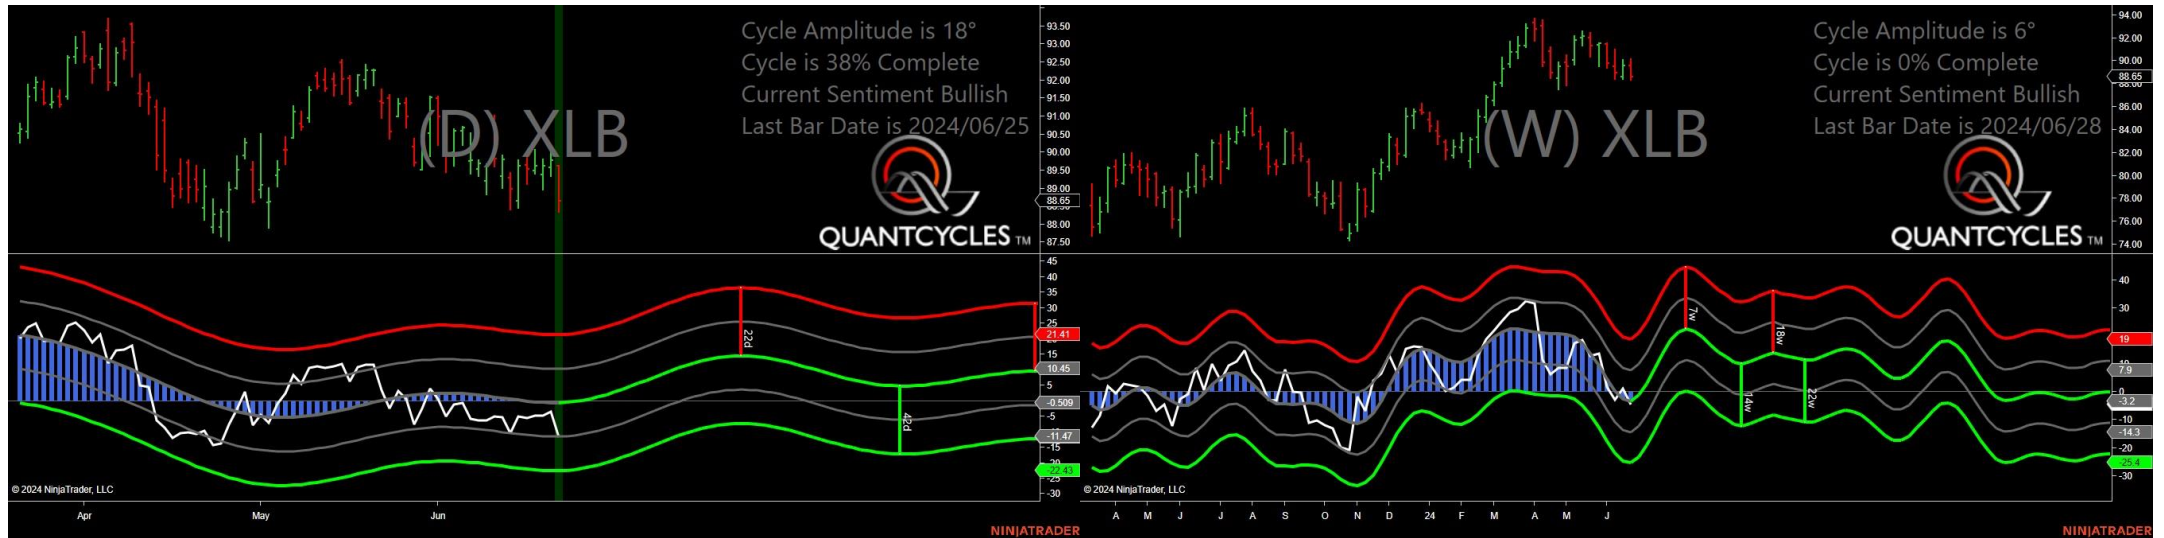 Cycle Amplitude is 18°
Cycle is 38% Complete
Current Sentiment Bullish
Last Bar Date is 2024/06/25
(D) XLB
QUANTCYCLES TM
93.50
93.00
92.50
92.00
91.50
91.00
90.50
90.00
89.50
89.00
88.65
88.00
87.50
45
40
35
30
25
21.41
15
10.45
5
-0.509
-5
-11.47
-15
-22.43
-25
-30
22d
42d
© 2024 NinjaTrader, LLC
Apr May Jun
NINJATRADER
Cycle Amplitude is 6°
Cycle is 0% Complete
Current Sentiment Bullish
Last Bar Date is 2024/06/28
(W) XLB
QUANTCYCLES TM
94.00
92.00
90.00
88.65
88.00
86.00
84.00
82.00
80.00
78.00
76.00
74.00
40
30
19
10
7.9
0
-3.2
-10
-14.3
-20
-25.4
-30
7w
18w
14w
22w
© 2024 NinjaTrader, LLC
A M J J A S O N D 24 F M A M J
NINJATRADER